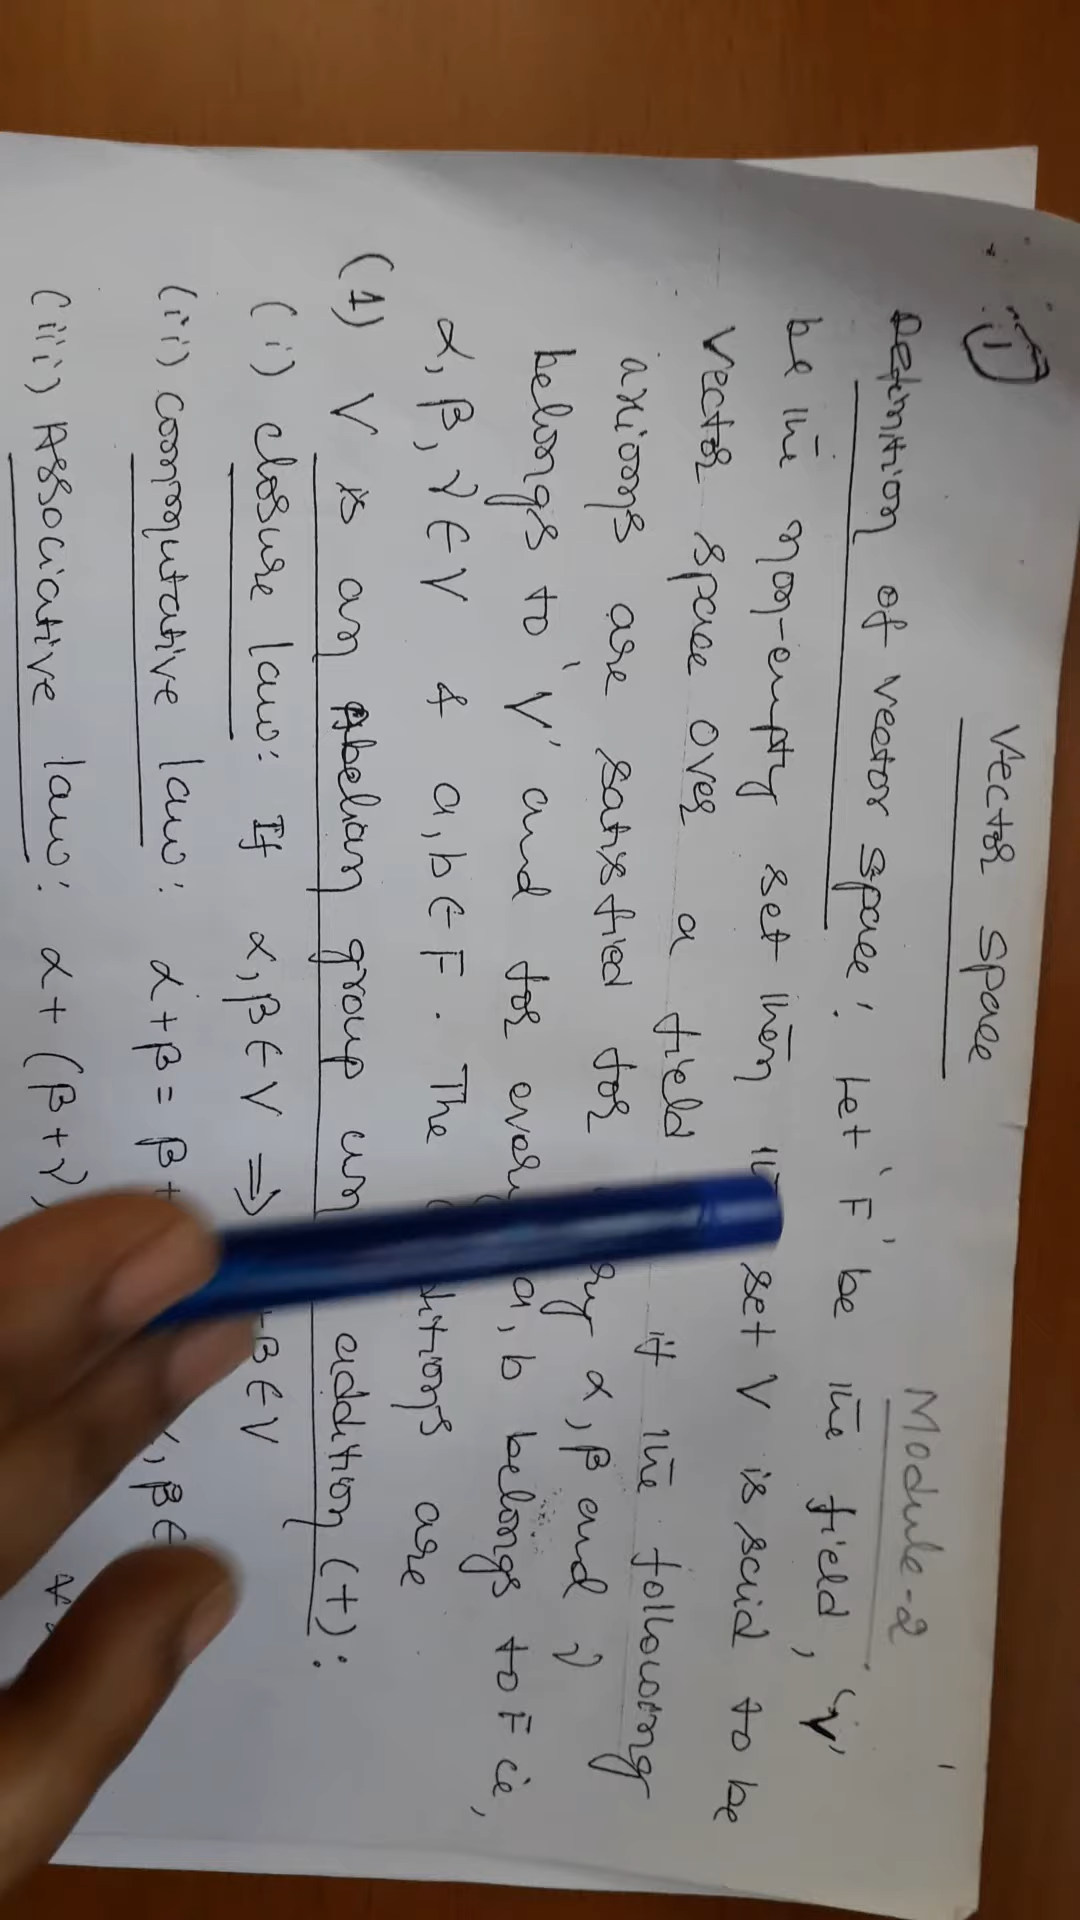 1
Vector space
Module-2
Definition of vector space: Let 'F' be the field, 'V'
be the non-empty set then set V is said to be
vector space over a field if the following
axioms are satisfied for α, β and γ
belongs to 'V' and for a, b belongs to F ie,
α, β, γ ∈ V & a, b ∈ F. The are
(1) V is an Abelian group un addition (+):
(i) closure law: If α, β ∈ V ⇒ β ∈ V
(ii) commutative law: α + β = β + β ∈
(iii) Associative law: α + (β + γ)